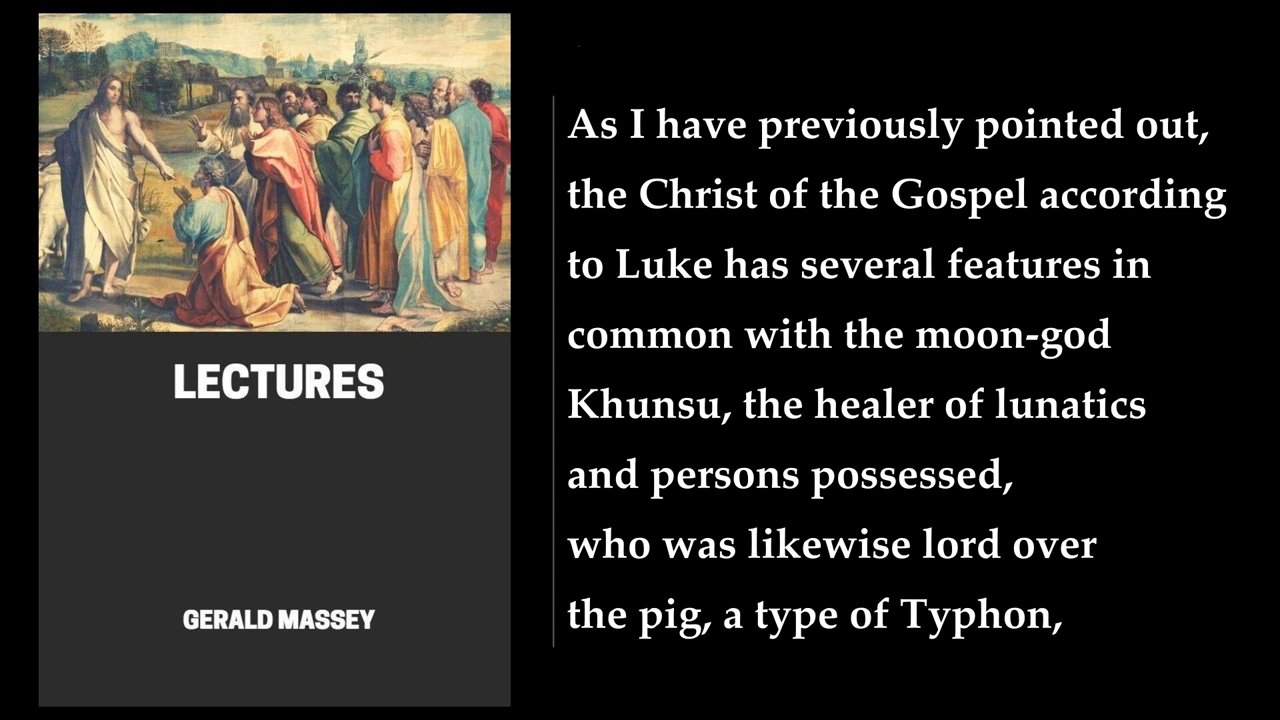 LECTURES
GERALD MASSEY
As I have previously pointed out,
the Christ of the Gospel according
to Luke has several features in
common with the moon-god
Khunsu, the healer of lunatics
and persons possessed,
who was likewise lord over
the pig, a type of Typhon,